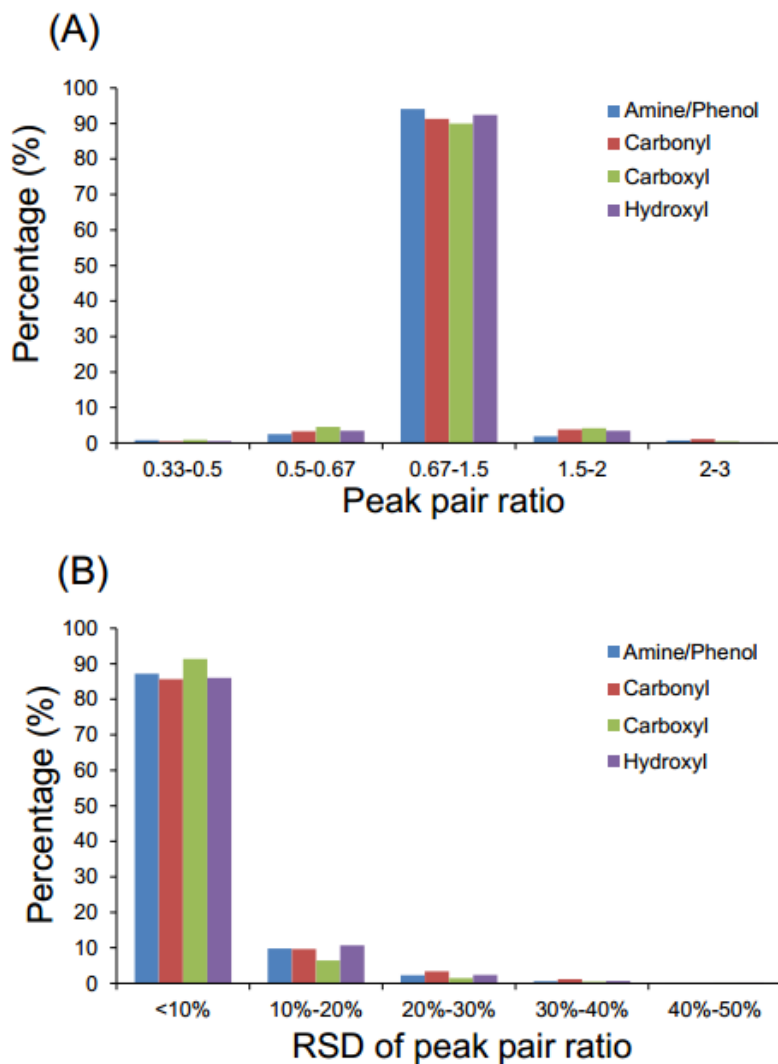 (A)
Percentage (%)
100
90
80
70
60
50
40
30
20
10
0
Amine/Phenol
Carbonyl
Carboxyl
Hydroxyl
0.33-0.5 0.5-0.67 0.67-1.5 1.5-2 2-3
Peak pair ratio
(B)
Percentage (%)
100
90
80
70
60
50
40
30
20
10
0
Amine/Phenol
Carbonyl
Carboxyl
Hydroxyl
<10% 10%-20% 20%-30% 30%-40% 40%-50%
RSD of peak pair ratio